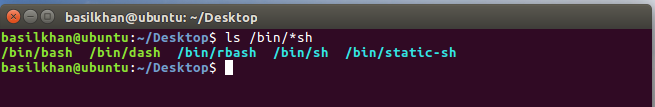 basilkhan@ubuntu: ~/Desktop
basilkhan@ubuntu:~/Desktop$ ls /bin/*sh
/bin/bash  /bin/dash  /bin/rbash  /bin/sh  /bin/static-sh
basilkhan@ubuntu:~/Desktop$